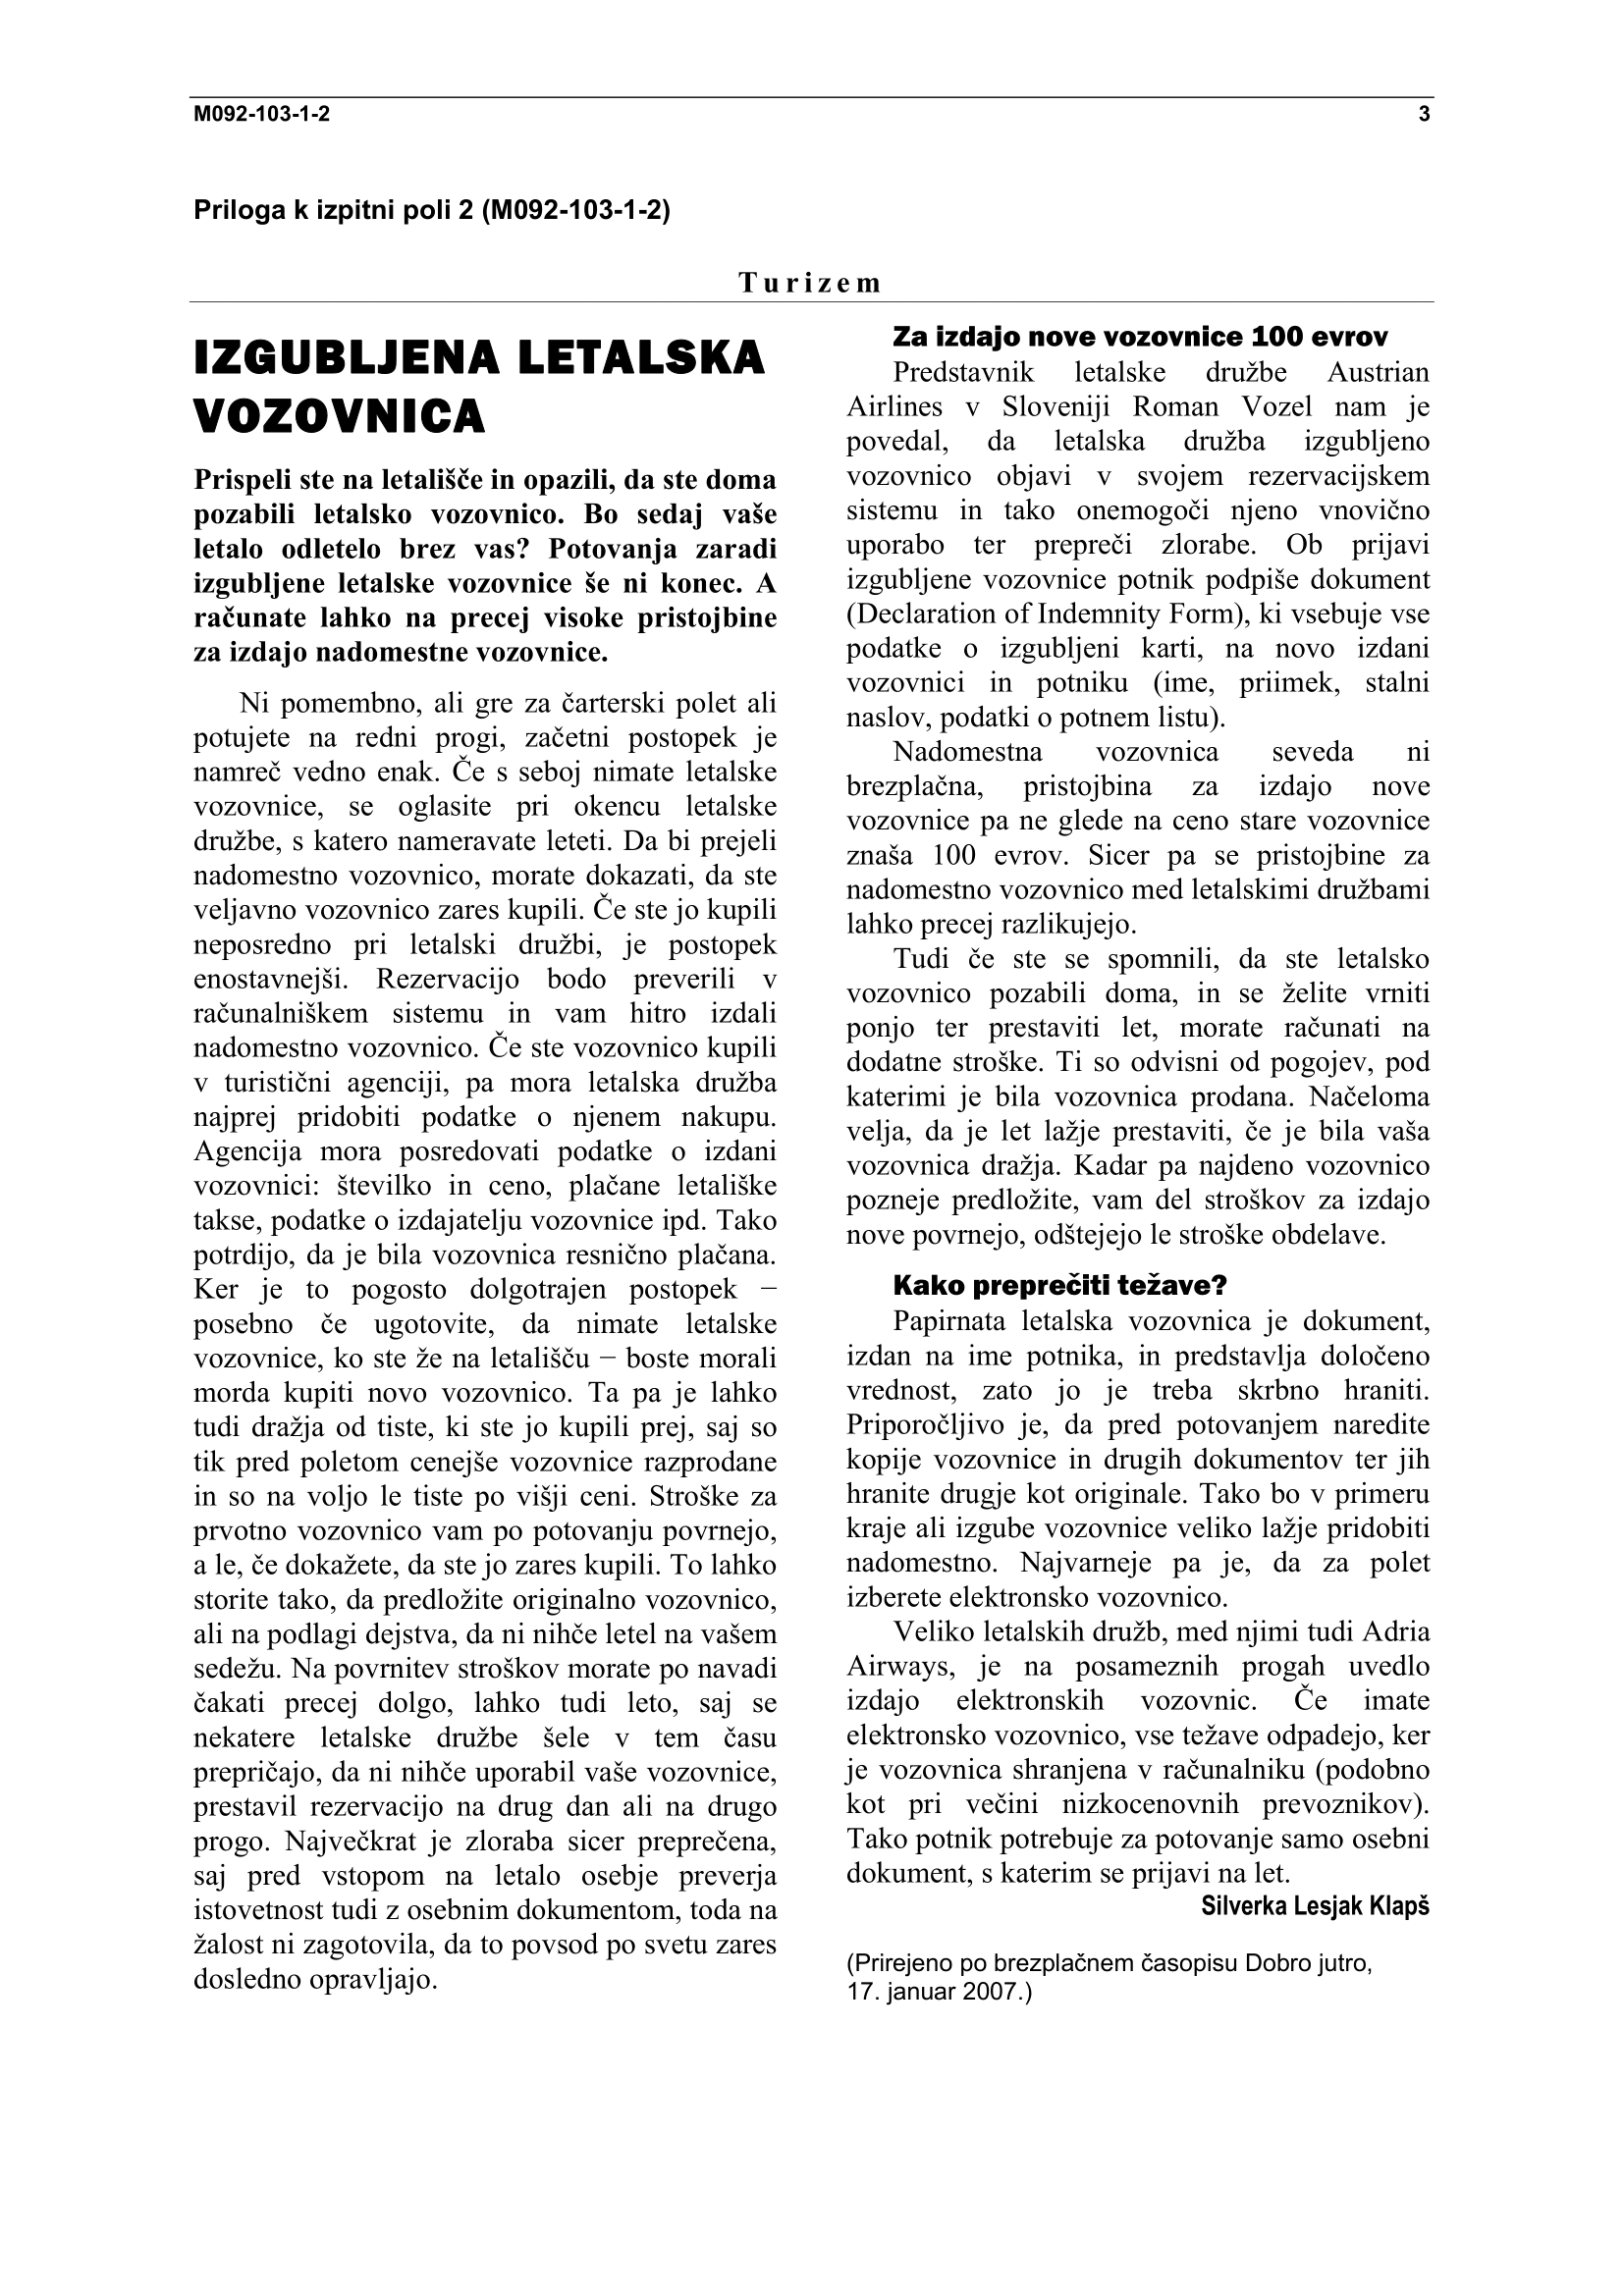 M092-103-1-2 3
Priloga k izpitni poli 2 (M092-103-1-2)
Turizem
IZGUBLJENA LETALSKA
VOZOVNICA
Prispeli ste na letališče in opazili, da ste doma
pozabili letalsko vozovnico. Bo sedaj vaše
letalo odletelo brez vas? Potovanja zaradi
izgubljene letalske vozovnice še ni konec. A
računate lahko na precej visoke pristojbine
za izdajo nadomestne vozovnice.
Ni pomembno, ali gre za čarterski polet ali
potujete na redni progi, začetni postopek je
namreč vedno enak. Če s seboj nimate letalske
vozovnice, se oglasite pri okencu letalske
družbe, s katero nameravate leteti. Da bi prejeli
nadomestno vozovnico, morate dokazati, da ste
veljavno vozovnico zares kupili. Če ste jo kupili
neposredno pri letalski družbi, je postopek
enostavnejši. Rezervacijo bodo preverili v
računalniškem sistemu in vam hitro izdali
nadomestno vozovnico. Če ste vozovnico kupili
v turistični agenciji, pa mora letalska družba
najprej pridobiti podatke o njenem nakupu.
Agencija mora posredovati podatke o izdani
vozovnici: številko in ceno, plačane letališke
takse, podatke o izdajatelju vozovnice ipd. Tako
potrdijo, da je bila vozovnica resnično plačana.
Ker je to pogosto dolgotrajen postopek −
posebno če ugotovite, da nimate letalske
vozovnice, ko ste že na letališču − boste morali
morda kupiti novo vozovnico. Ta pa je lahko
tudi dražja od tiste, ki ste jo kupili prej, saj so
tik pred poletom cenejše vozovnice razprodane
in so na voljo le tiste po višji ceni. Stroške za
prvotno vozovnico vam po potovanju povrnejo,
a le, če dokažete, da ste jo zares kupili. To lahko
storite tako, da predložite originalno vozovnico,
ali na podlagi dejstva, da ni nihče letel na vašem
sedežu. Na povrnitev stroškov morate po navadi
čakati precej dolgo, lahko tudi leto, saj se
nekatere letalske družbe šele v tem času
prepričajo, da ni nihče uporabil vaše vozovnice,
prestavil rezervacijo na drug dan ali na drugo
progo. Največkrat je zloraba sicer preprečena,
saj pred vstopom na letalo osebje preverja
istovetnost tudi z osebnim dokumentom, toda na
žalost ni zagotovila, da to povsod po svetu zares
dosledno opravljajo.
Za izdajo nove vozovnice 100 evrov
Predstavnik letalske družbe Austrian
Airlines v Sloveniji Roman Vozel nam je
povedal, da letalska družba izgubljeno
vozovnico objavi v svojem rezervacijskem
sistemu in tako onemogoči njeno vnovično
uporabo ter prepreči zlorabe. Ob prijavi
izgubljene vozovnice potnik podpiše dokument
(Declaration of Indemnity Form), ki vsebuje vse
podatke o izgubljeni karti, na novo izdani
vozovnici in potniku (ime, priimek, stalni
naslov, podatki o potnem listu).
Nadomestna vozovnica seveda ni
brezplačna, pristojbina za izdajo nove
vozovnice pa ne glede na ceno stare vozovnice
znaša 100 evrov. Sicer pa se pristojbine za
nadomestno vozovnico med letalskimi družbami
lahko precej razlikujejo.
Tudi če ste se spomnili, da ste letalsko
vozovnico pozabili doma, in se želite vrniti
ponjo ter prestaviti let, morate računati na
dodatne stroške. Ti so odvisni od pogojev, pod
katerimi je bila vozovnica prodana. Načeloma
velja, da je let lažje prestaviti, če je bila vaša
vozovnica dražja. Kadar pa najdeno vozovnico
pozneje predložite, vam del stroškov za izdajo
nove povrnejo, odštejejo le stroške obdelave.
Kako preprečiti težave?
Papirnata letalska vozovnica je dokument,
izdan na ime potnika, in predstavlja določeno
vrednost, zato jo je treba skrbno hraniti.
Priporočljivo je, da pred potovanjem naredite
kopije vozovnice in drugih dokumentov ter jih
hranite drugje kot originale. Tako bo v primeru
kraje ali izgube vozovnice veliko lažje pridobiti
nadomestno. Najvarneje pa je, da za polet
izberete elektronsko vozovnico.
Veliko letalskih družb, med njimi tudi Adria
Airways, je na posameznih progah uvedlo
izdajo elektronskih vozovnic. Če imate
elektronsko vozovnico, vse težave odpadejo, ker
je vozovnica shranjena v računalniku (podobno
kot pri večini nizkocenovnih prevoznikov).
Tako potnik potrebuje za potovanje samo osebni
dokument, s katerim se prijavi na let.
Silverka Lesjak Klapš
(Prirejeno po brezplačnem časopisu Dobro jutro,
17. januar 2007.)